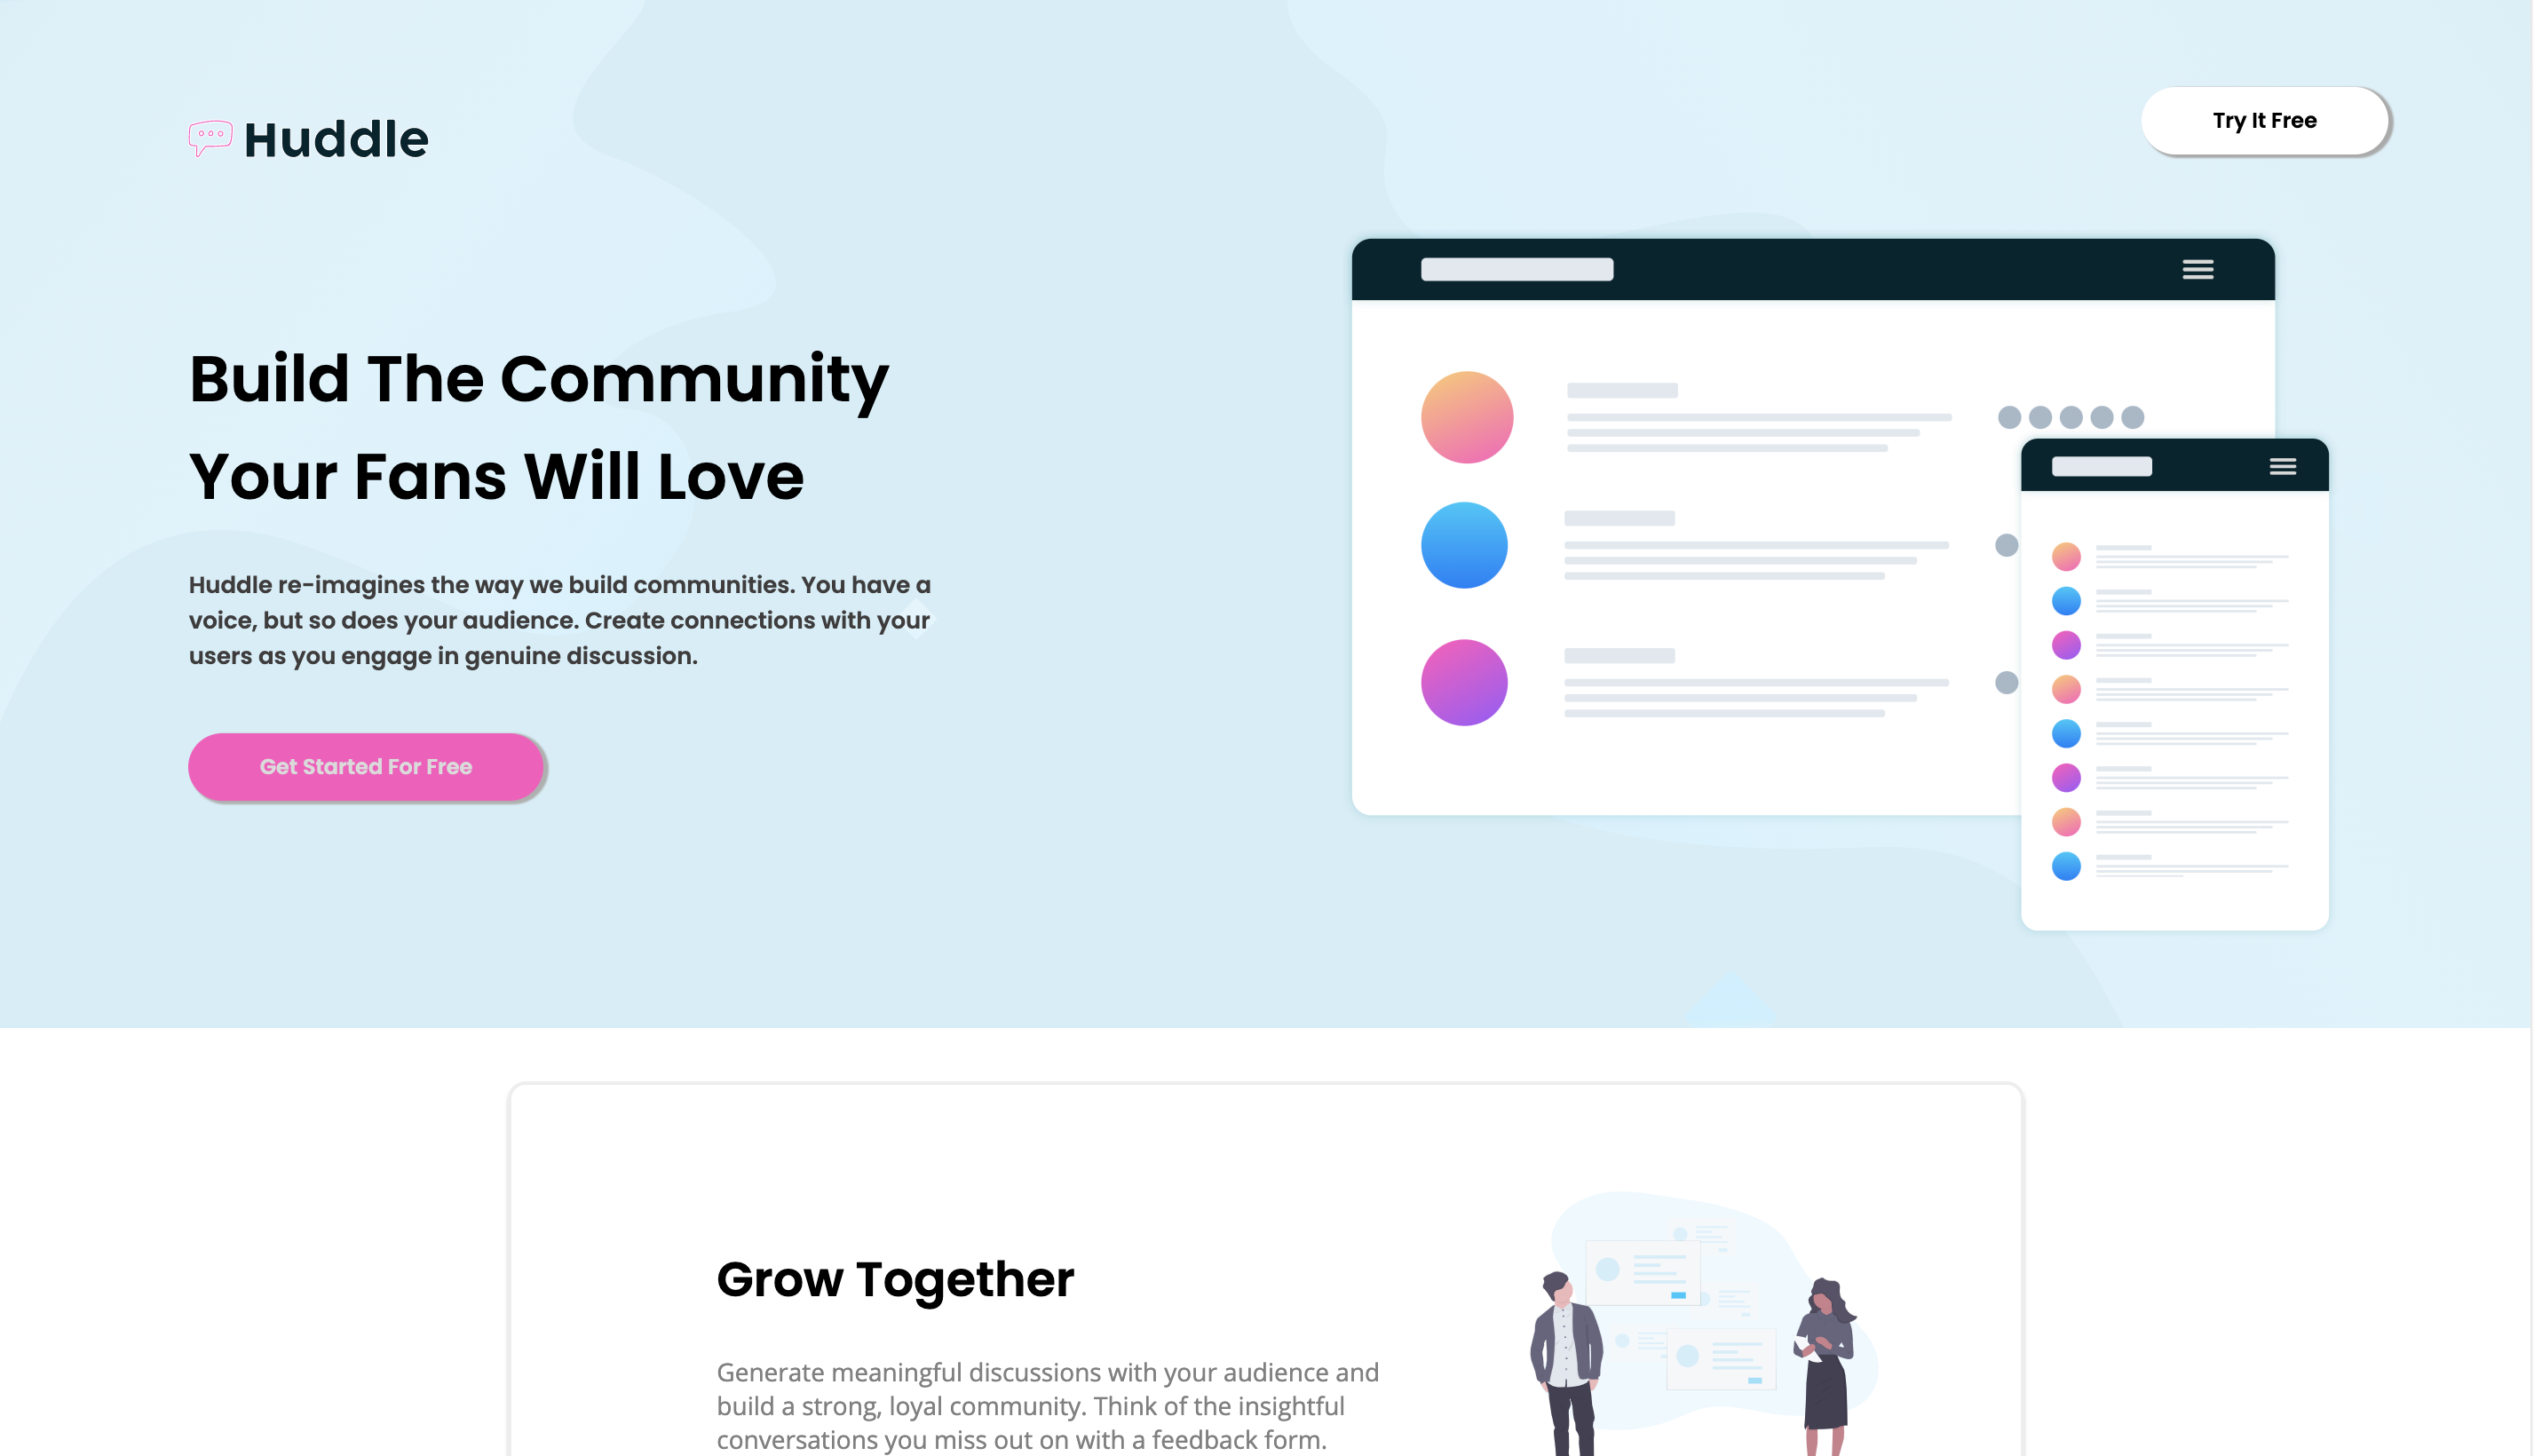 Huddle
Try It Free
Build The Community
Your Fans Will Love
Huddle re-imagines the way we build communities. You have a
voice, but so does your audience. Create connections with your
users as you engage in genuine discussion.
Get Started For Free
Grow Together
Generate meaningful discussions with your audience and
build a strong, loyal community. Think of the insightful
conversations you miss out on with a feedback form.